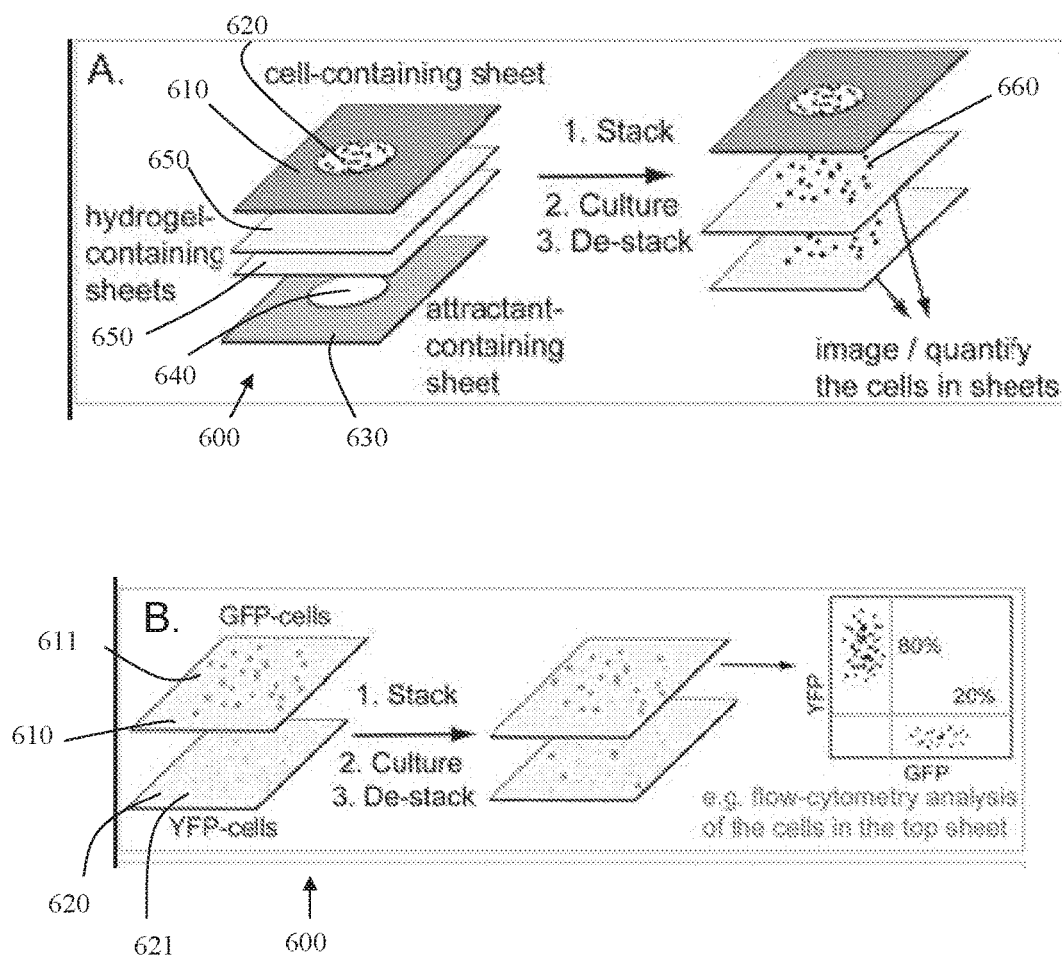 A.
620
cell-containing sheet
610
650
hydrogel-
containing
sheets
650
640
600
630
attractant-
containing
sheet
1. Stack
2. Culture
3. De-stack
660
image / quantify
the cells in sheets
B.
GFP-cells
611
610
YFP-cells
620
621
600
1. Stack
2. Culture
3. De-stack
YFP
80%
20%
GFP
e.g. flow-cytometry analysis
of the cells in the top sheet